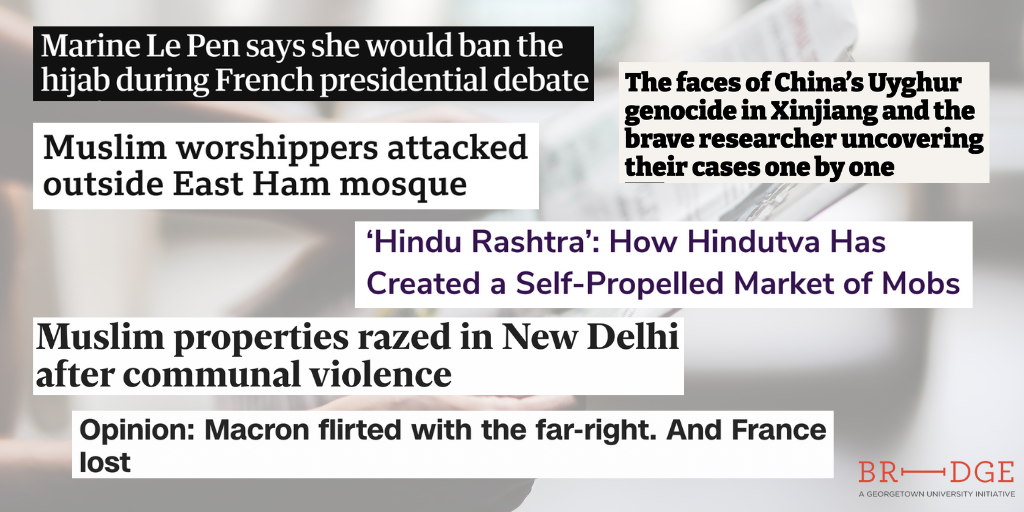 Marine Le Pen says she would ban the
hijab during French presidential debate
The faces of China's Uyghur
genocide in Xinjiang and the
brave researcher uncovering
their cases one by one
Muslim worshippers attacked
outside East Ham mosque
‘Hindu Rashtra’: How Hindutva Has
Created a Self-Propelled Market of Mobs
Muslim properties razed in New Delhi
after communal violence
Opinion: Macron flirted with the far-right. And France
lost
BRIDGE
A GEORGETOWN UNIVERSITY INITIATIVE